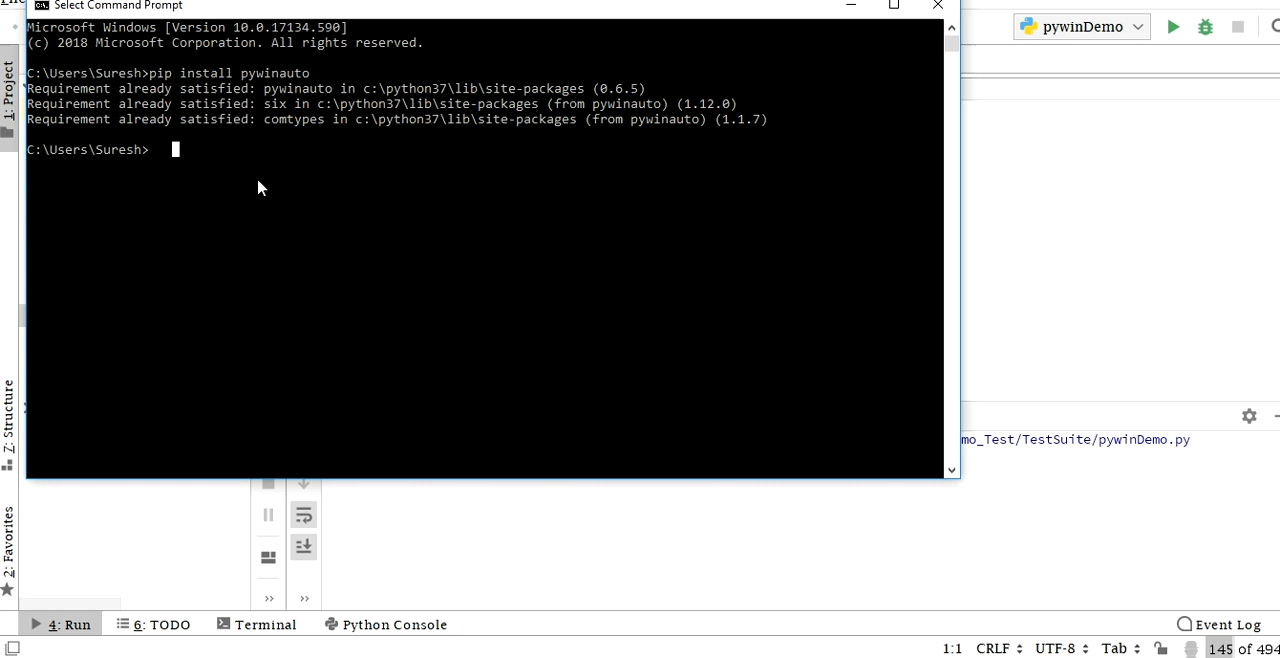 Select Command Prompt
Microsoft Windows [Version 10.0.17134.590]
(c) 2018 Microsoft Corporation. All rights reserved.
C:\Users\Suresh>pip install pywinauto
Requirement already satisfied: pywinauto in c:\python37\lib\site-packages (0.6.5)
Requirement already satisfied: six in c:\python37\lib\site-packages (from pywinauto) (1.12.0)
Requirement already satisfied: comtypes in c:\python37\lib\site-packages (from pywinauto) (1.1.7)
C:\Users\Suresh>
pywinDemo
1: Project
7: Structure
2: Favorites
mo_Test/TestSuite/pywinDemo.py
4: Run
6: TODO
Terminal
Python Console
Event Log
1:1 CRLF UTF-8 Tab 145 of 494